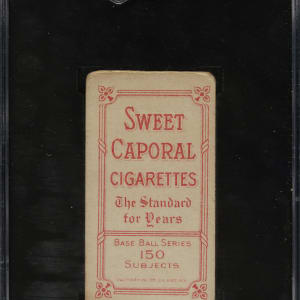 SWEET
CAPORAL
CIGARETTES
The Standard
for Years
BASE BALL SERIES
150
SUBJECTS